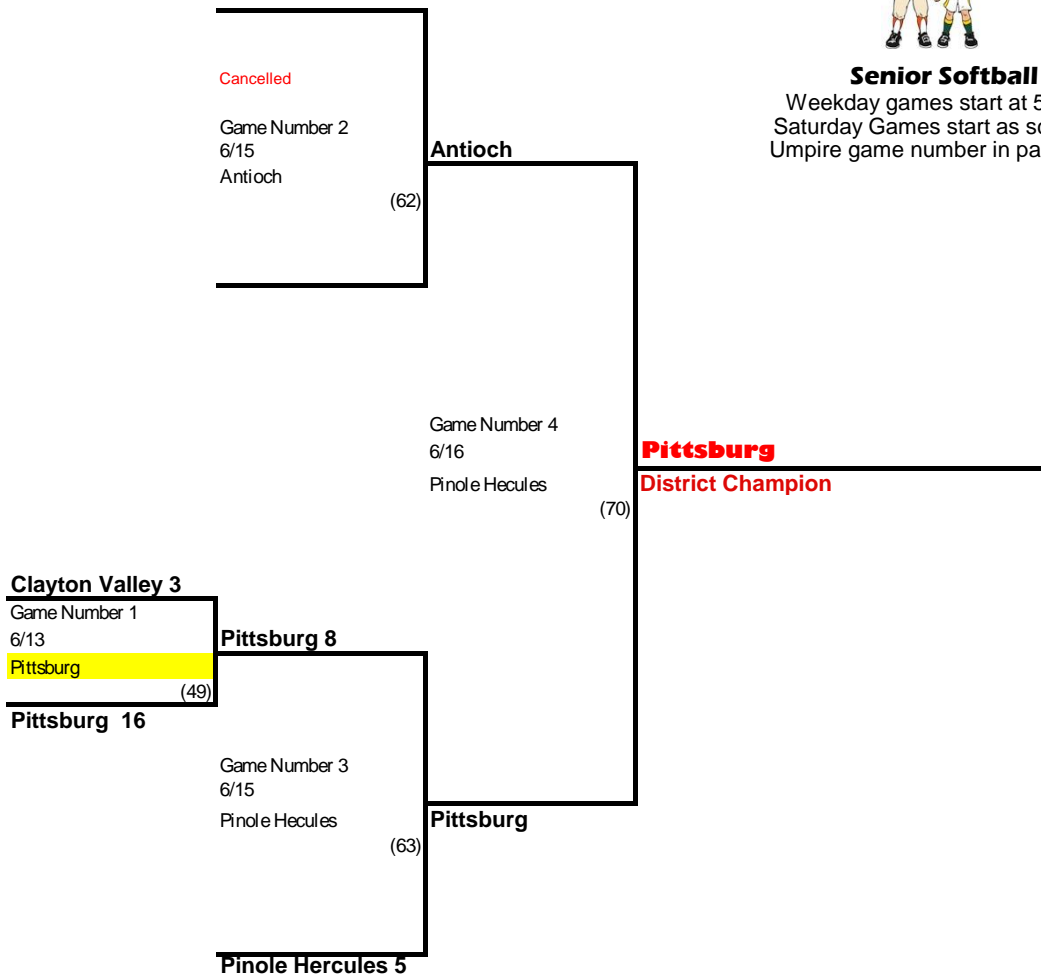 Senior Softball
Weekday games start at 5
Saturday Games start as
Umpire game number in
Cancelled
Game Number 2
6/15
Antioch
(62)
Antioch
Game Number 4
6/16
Pinole Hecules
(70)
Pittsburg
District Champion
Clayton Valley 3
Game Number 1
6/13
Pittsburg
(49)
Pittsburg 16
Pittsburg 8
Game Number 3
6/15
Pinole Hecules
(63)
Pittsburg
Pinole Hercules 5